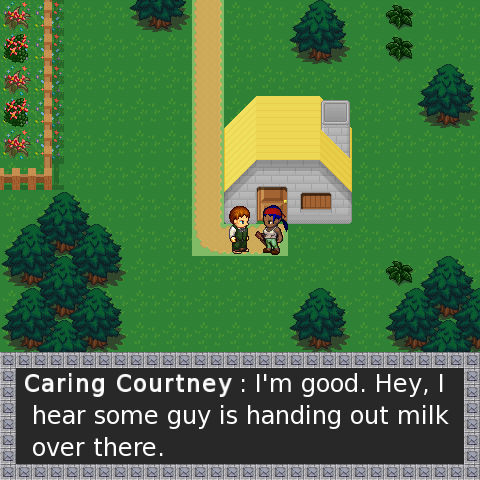 Caring Courtney : I'm good. Hey, I
hear some guy is handing out milk
over there.